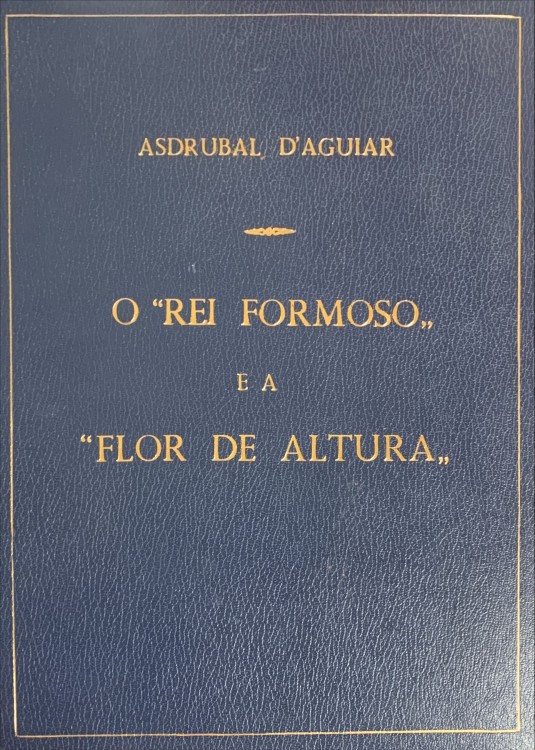 ASDRUBAL D'AGUIAR
O “REI FORMOSO„
E A
“FLOR DE ALTURA„